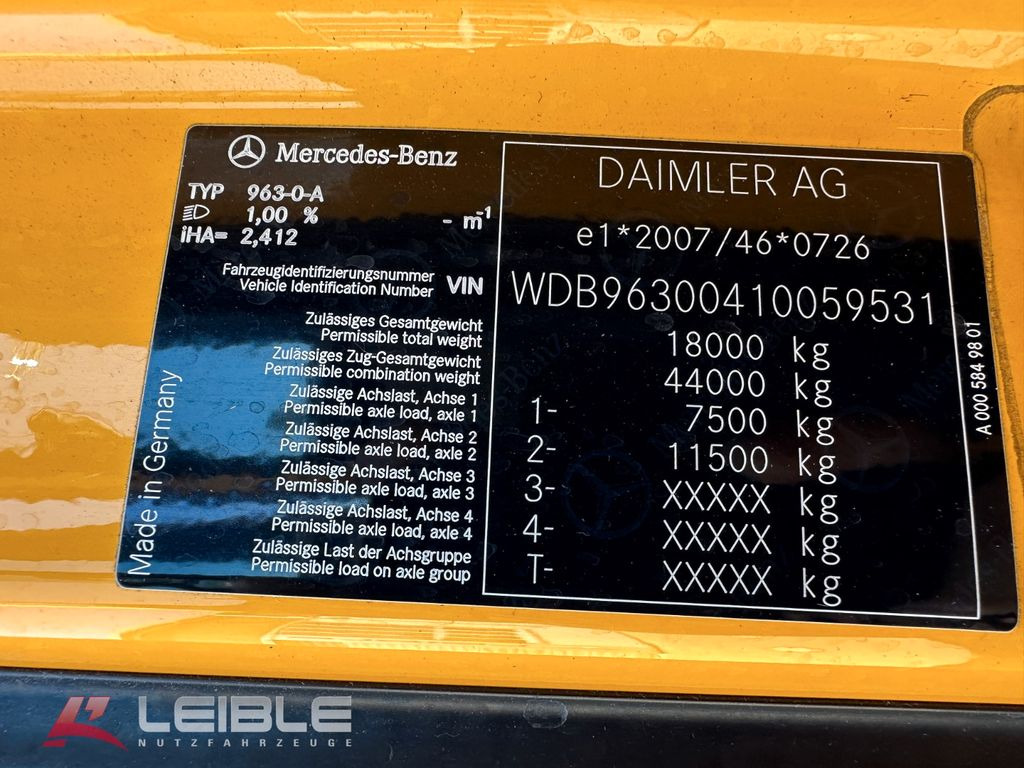 Mercedes-Benz
TYP 963-0-A
1,00 % - m⁻¹
iHA= 2,412
DAIMLER AG
e1*2007/46*0726
Fahrzeugidentifizierungsnummer
Vehicle Identification Number VIN
WDB96300410059531
Zulässiges Gesamtgewicht
Permissible total weight
18000 kg
Zulässiges Zug-Gesamtgewicht
Permissible combination weight
44000 kg
Zulässige Achslast, Achse 1
Permissible axle load, axle 1
1- 7500 kg
Zulässige Achslast, Achse 2
Permissible axle load, axle 2
2- 11500 kg
Zulässige Achslast, Achse 3
Permissible axle load, axle 3
3- XXXXX kg
Zulässige Achslast, Achse 4
Permissible axle load, axle 4
4- XXXXX kg
Zulässige Last der Achsgruppe
Permissible load on axle group
T- XXXXX kg
Made in Germany
A 000 584 98 01
LEIBLE
NUTZFAHRZEUGE